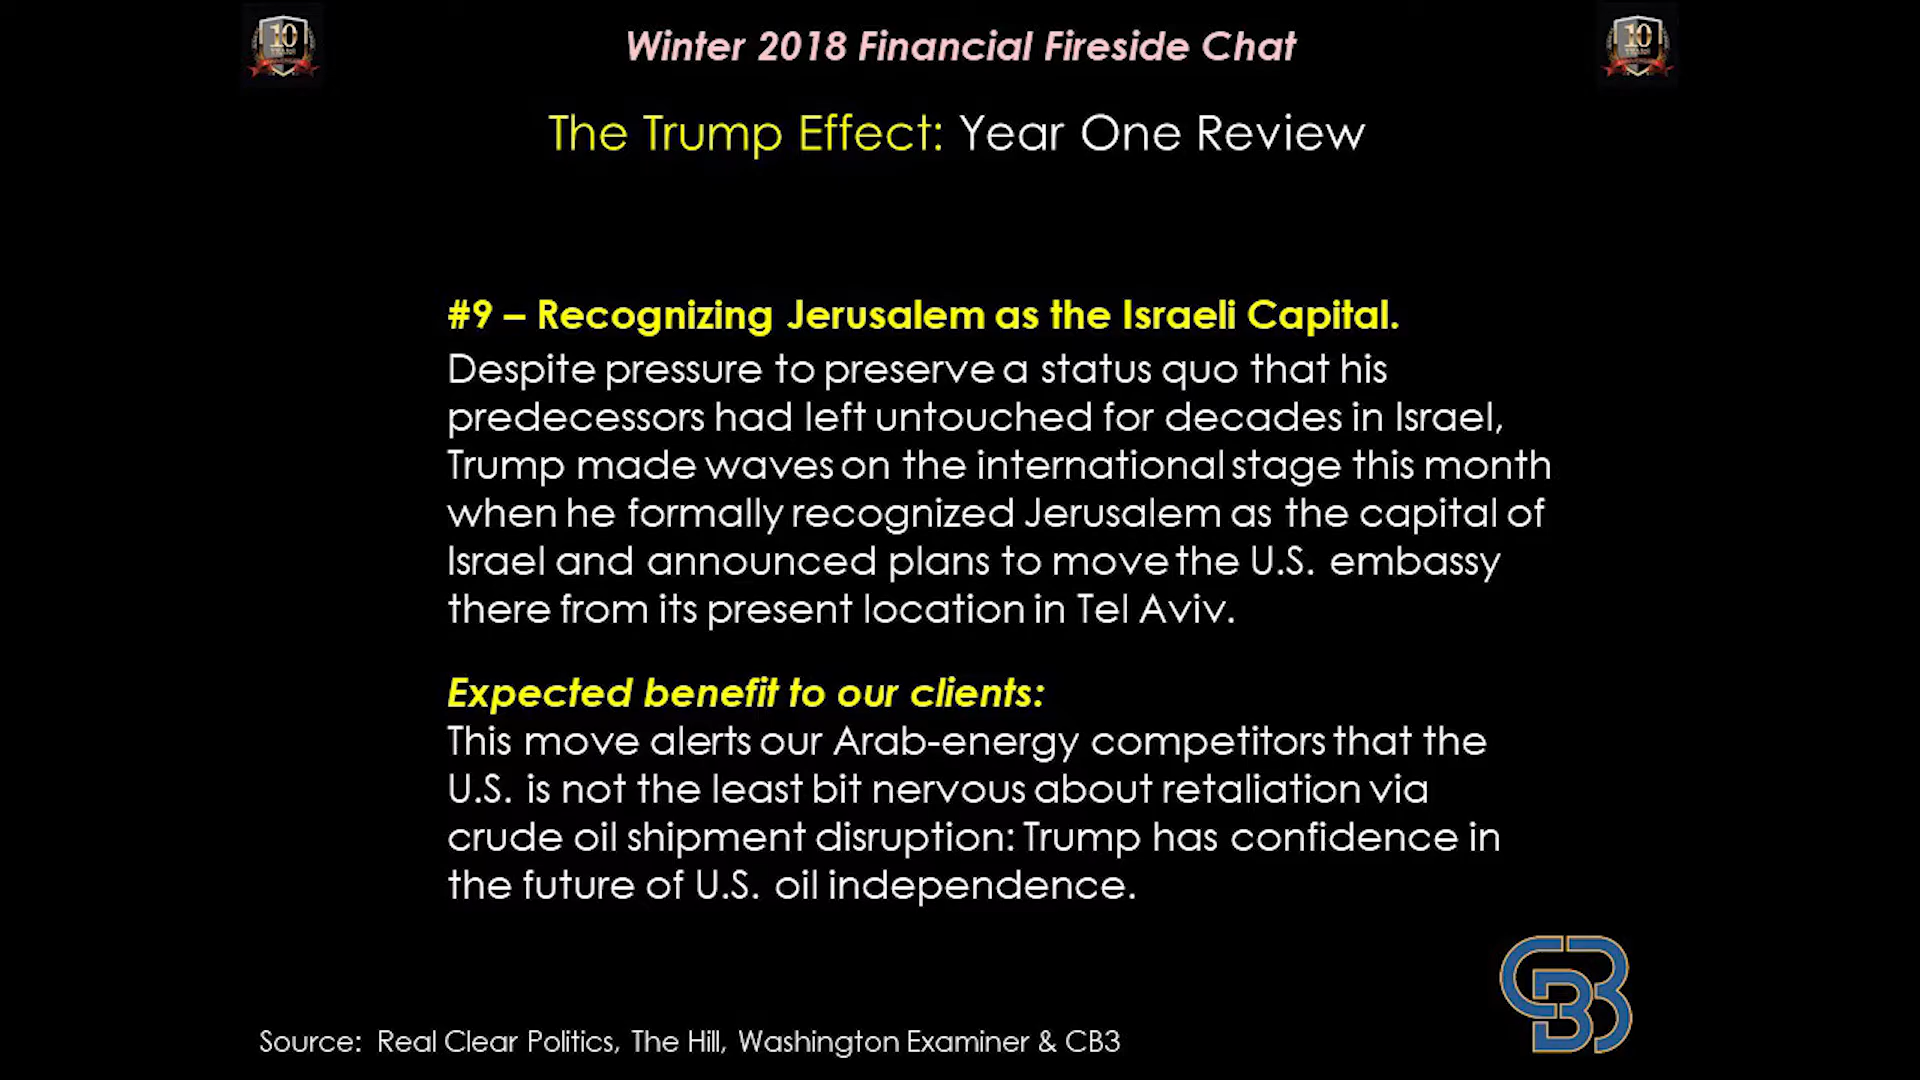 10
YEARS
Winter 2018 Financial Fireside Chat
10
YEARS
The Trump Effect: Year One Review
#9 – Recognizing Jerusalem as the Israeli Capital.
Despite pressure to preserve a status quo that his
predecessors had left untouched for decades in Israel,
Trump made waves on the international stage this month
when he formally recognized Jerusalem as the capital of
Israel and announced plans to move the U.S. embassy
there from its present location in Tel Aviv.
Expected benefit to our clients:
This move alerts our Arab-energy competitors that the
U.S. is not the least bit nervous about retaliation via
crude oil shipment disruption: Trump has confidence in
the future of U.S. oil independence.
CB3
Source: Real Clear Politics, The Hill, Washington Examiner & CB3